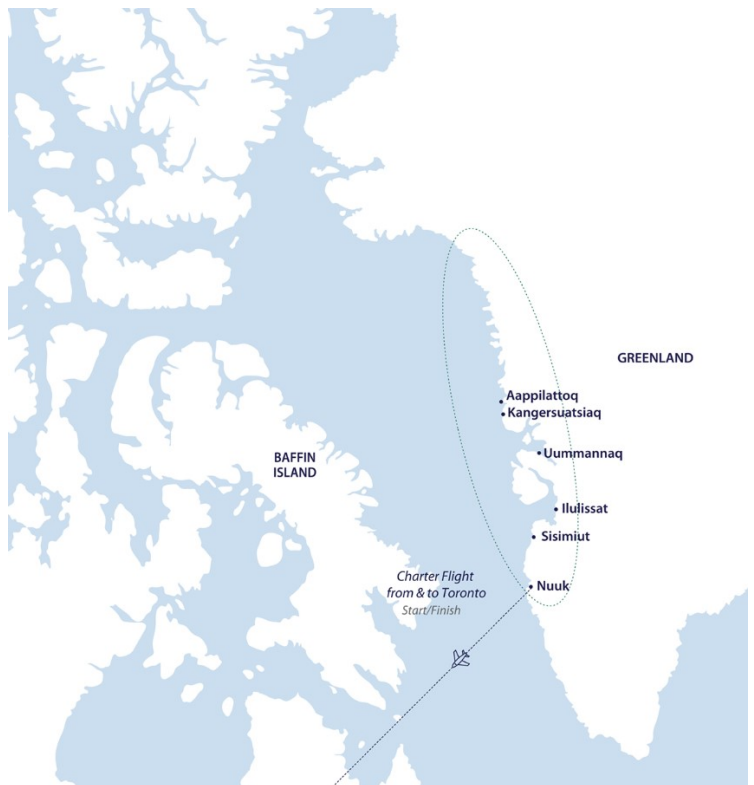 GREENLAND
Aappilattoq
Kangersuatsiaq
Uummannaq
BAFFIN
ISLAND
Ilulissat
Sisimiut
Charter Flight
from & to Toronto
Start/Finish
Nuuk